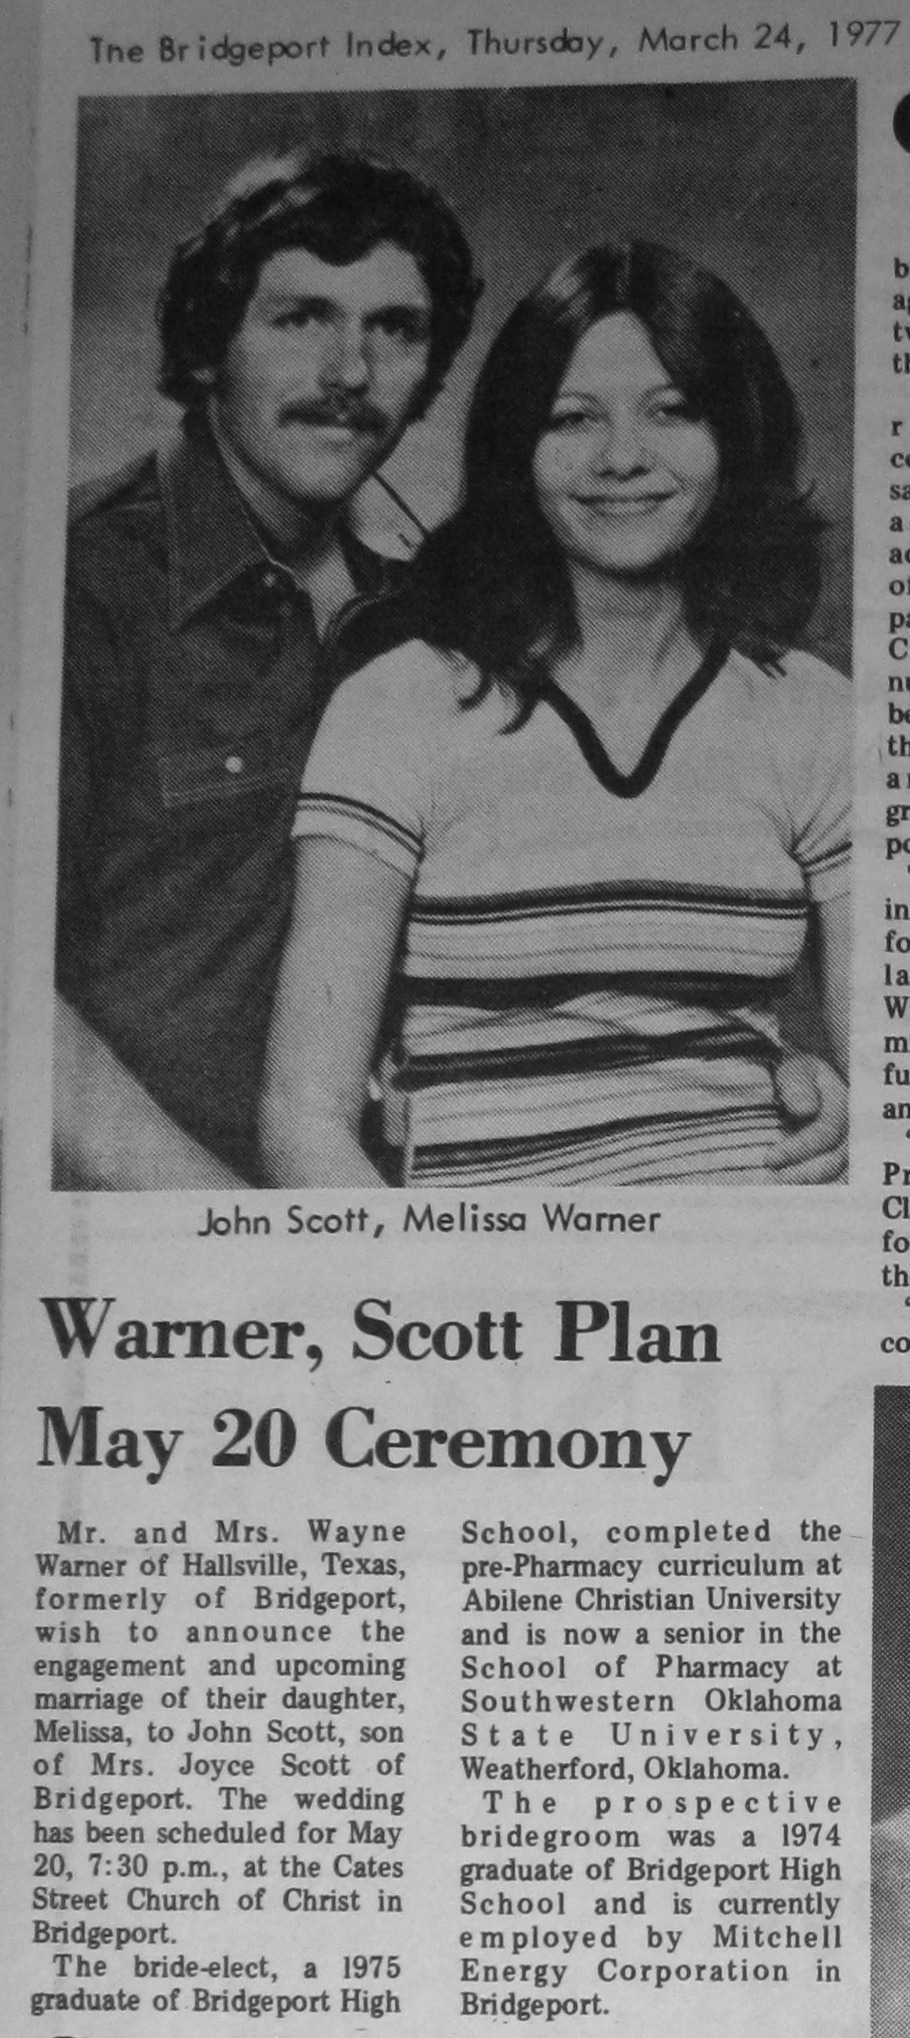 The Bridgeport Index, Thursday, March 24, 1977
John Scott, Melissa Warner
Warner, Scott Plan
May 20 Ceremony
Mr. and Mrs. Wayne
Warner of Hallsville, Texas,
formerly of Bridgeport,
wish to announce the
engagement and upcoming
marriage of their daughter,
Melissa, to John Scott, son
of Mrs. Joyce Scott of
Bridgeport. The wedding
has been scheduled for May
20, 7:30 p.m., at the Cates
Street Church of Christ in
Bridgeport.
The bride-elect, a 1975
graduate of Bridgeport High
School, completed the
pre-Pharmacy curriculum at
Abilene Christian University
and is now a senior in the
School of Pharmacy at
Southwestern Oklahoma
State University,
Weatherford, Oklahoma.
The prospective
bridegroom was a 1974
graduate of Bridgeport High
School and is currently
employed by Mitchell
Energy Corporation in
Bridgeport.